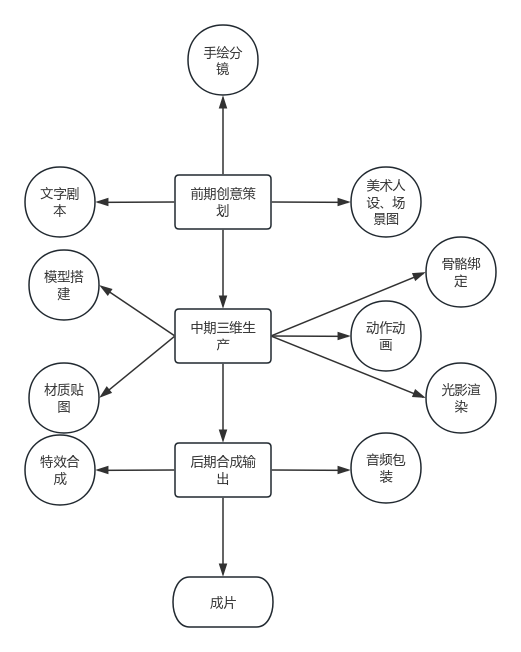 手绘分
镜
文字剧
本
前期创意策
划
美术人
设、场
景图
模型搭
建
骨骼绑
定
中期三维生
产
动作动
画
材质贴
图
光影渲
染
特效合
成
后期合成输
出
音频包
装
成片